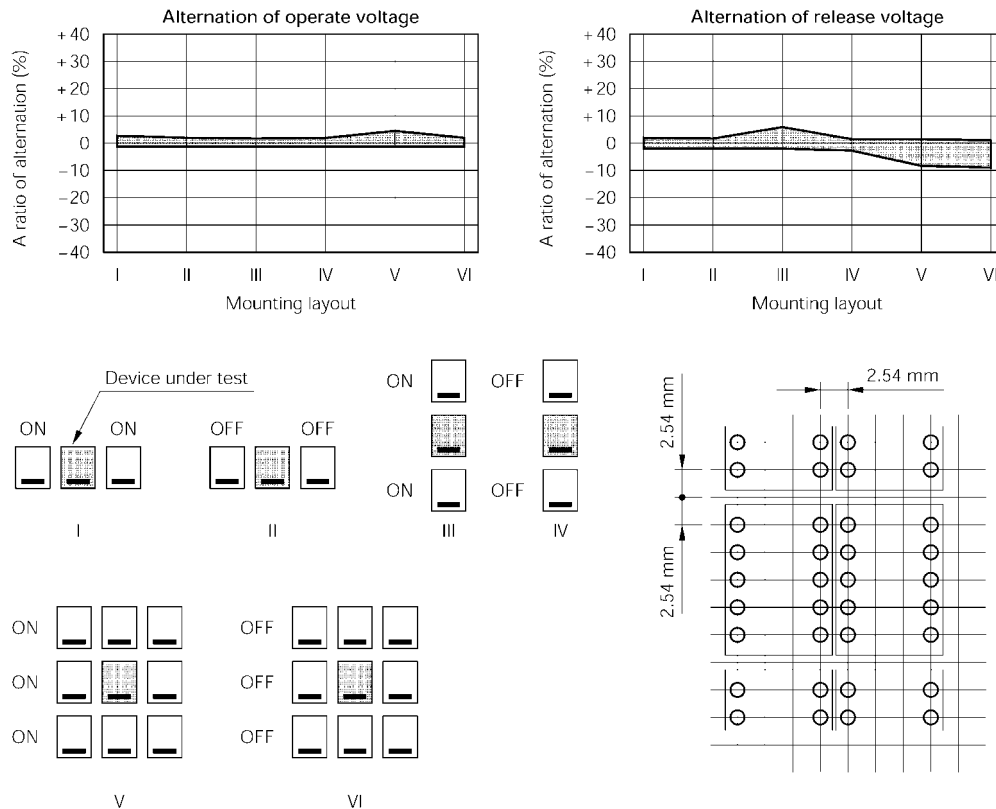 Alternation of operate voltage
A ratio of alternation (%)
+40
+30
+20
+10
0
−10
−20
−30
−40
I II III IV V VI
Mounting layout
Alternation of release voltage
A ratio of alternation (%)
+40
+30
+20
+10
0
−10
−20
−30
−40
I II III IV V VI
Mounting layout
Device under test
ON ON
I
OFF OFF
II
ON
ON
III
OFF
OFF
IV
ON
ON
ON
V
OFF
OFF
OFF
VI
2.54 mm
2.54 mm
2.54 mm